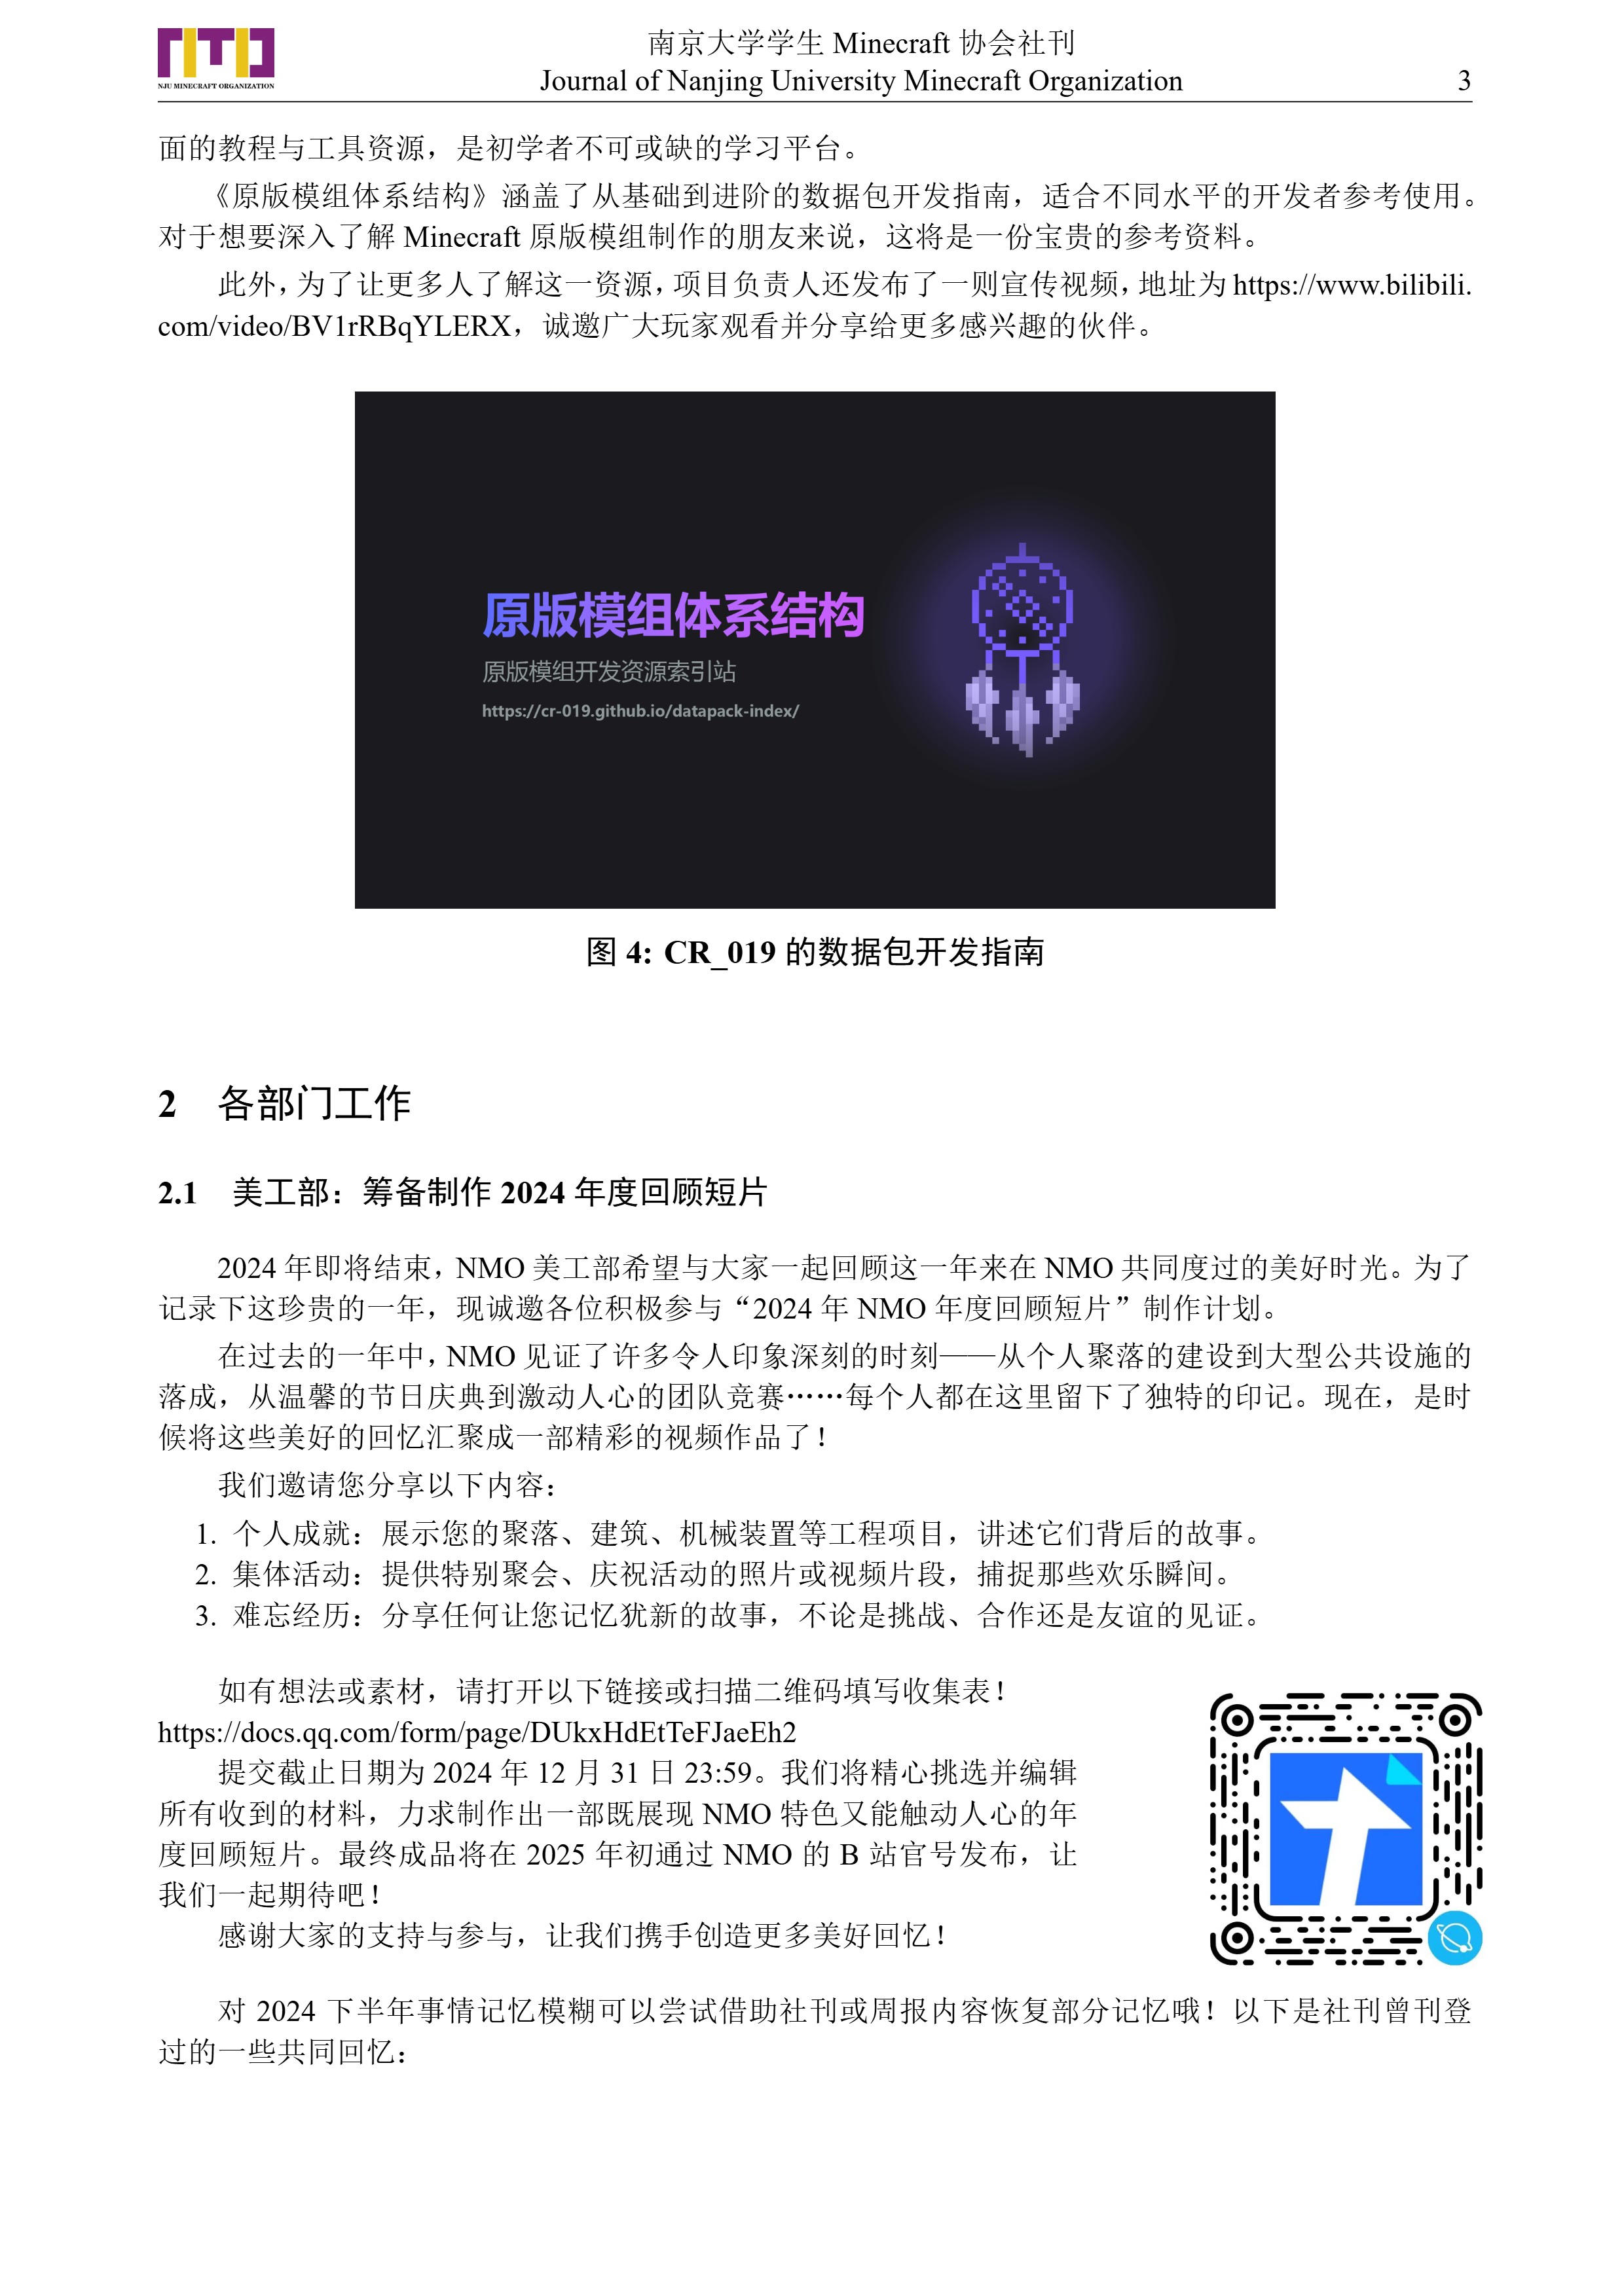 NJU MINECRAFT ORGANIZATION
南京大学学生 Minecraft 协会社刊
Journal of Nanjing University Minecraft Organization
3
面的教程与工具资源，是初学者不可或缺的学习平台。
《原版模组体系结构》涵盖了从基础到进阶的数据包开发指南，适合不同水平的开发者参考使用。
对于想要深入了解 Minecraft 原版模组制作的朋友来说，这将是一份宝贵的参考资料。
此外，为了让更多人了解这一资源，项目负责人还发布了一则宣传视频，地址为 https://www.bilibili.
com/video/BV1rRBqYLERX，诚邀广大玩家观看并分享给更多感兴趣的伙伴。
原版模组体系结构
原版模组开发资源索引站
https://cr-019.github.io/datapack-index/
图 4: CR_019 的数据包开发指南
2 各部门工作
2.1 美工部：筹备制作 2024 年度回顾短片
2024 年即将结束，NMO 美工部希望与大家一起回顾这一年来在 NMO 共同度过的美好时光。为了
记录下这珍贵的一年，现诚邀各位积极参与“2024 年 NMO 年度回顾短片”制作计划。
在过去的一年中，NMO 见证了许多令人印象深刻的时刻——从个人聚落的建设到大型公共设施的
落成，从温馨的节日庆典到激动人心的团队竞赛……每个人都在这里留下了独特的印记。现在，是时
候将这些美好的回忆汇聚成一部精彩的视频作品了！
我们邀请您分享以下内容：
1. 个人成就：展示您的聚落、建筑、机械装置等工程项目，讲述它们背后的故事。
2. 集体活动：提供特别聚会、庆祝活动的照片或视频片段，捕捉那些欢乐瞬间。
3. 难忘经历：分享任何让您记忆犹新的故事，不论是挑战、合作还是友谊的见证。
如有想法或素材，请打开以下链接或扫描二维码填写收集表！
https://docs.qq.com/form/page/DUkxHdEtTeFJaeEh2
提交截止日期为 2024 年 12 月 31 日 23:59。我们将精心挑选并编辑
所有收到的材料，力求制作出一部既展现 NMO 特色又能触动人心的年
度回顾短片。最终成品将在 2025 年初通过 NMO 的 B 站官号发布，让
我们一起期待吧！
感谢大家的支持与参与，让我们携手创造更多美好回忆！
对 2024 下半年事情记忆模糊可以尝试借助社刊或周报内容恢复部分记忆哦！以下是社刊曾刊登
过的一些共同回忆：